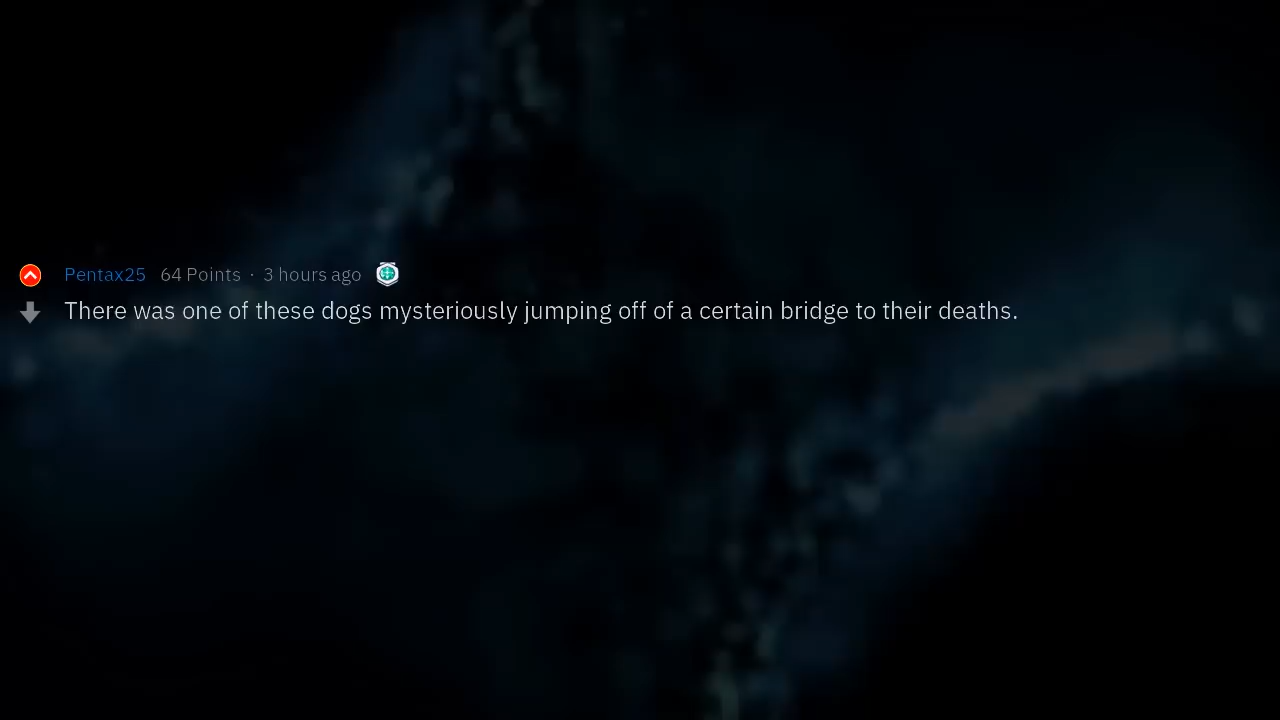 Pentax25 64 Points · 3 hours ago
There was one of these dogs mysteriously jumping off of a certain bridge to their deaths.